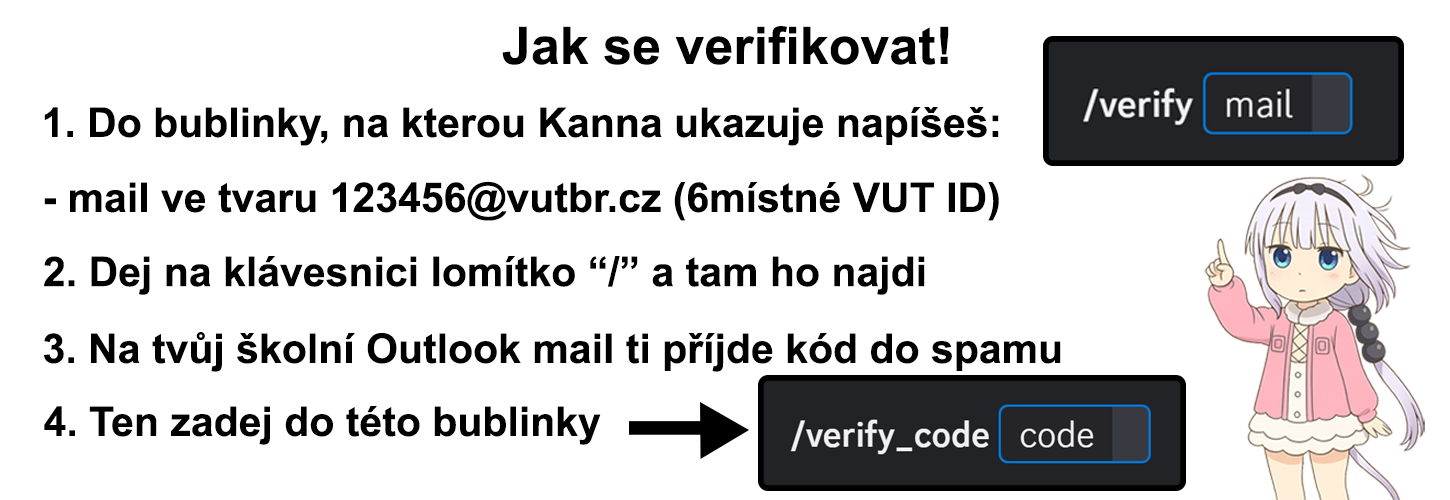 Jak se verifikovat!
/verify mail
1. Do bublinky, na kterou Kanna ukazuje napíšeš:
- mail ve tvaru 123456@vutbr.cz (6místné VUT ID)
2. Dej na klávesnici lomítko “/” a tam ho najdi
3. Na tvůj školní Outlook mail ti příjde kód do spamu
4. Ten zadej do této bublinky
/verify_code code